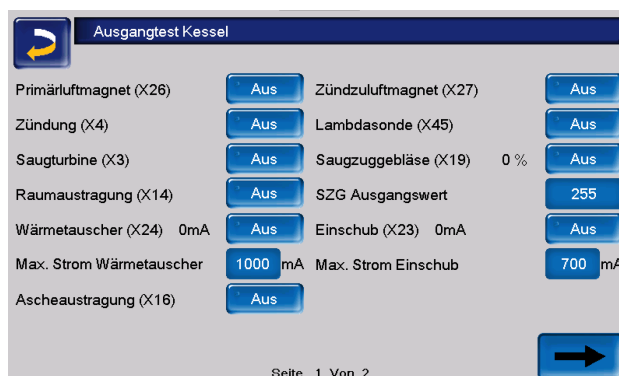 Ausgangtest Kessel
Primärluftmagnet (X26) Aus Zündzuluftmagnet (X27) Aus
Zündung (X4) Aus Lambdasonde (X45) Aus
Saugturbine (X3) Aus Saugzuggebläse (X19) 0 % Aus
Raumaustragung (X14) Aus SZG Ausgangswert 255
Wärmetauscher (X24) 0mA Aus Einschub (X23) 0mA Aus
Max. Strom Wärmetauscher 1000 mA Max. Strom Einschub 700 mA
Ascheaustragung (X16) Aus
Seite 1 Von 2